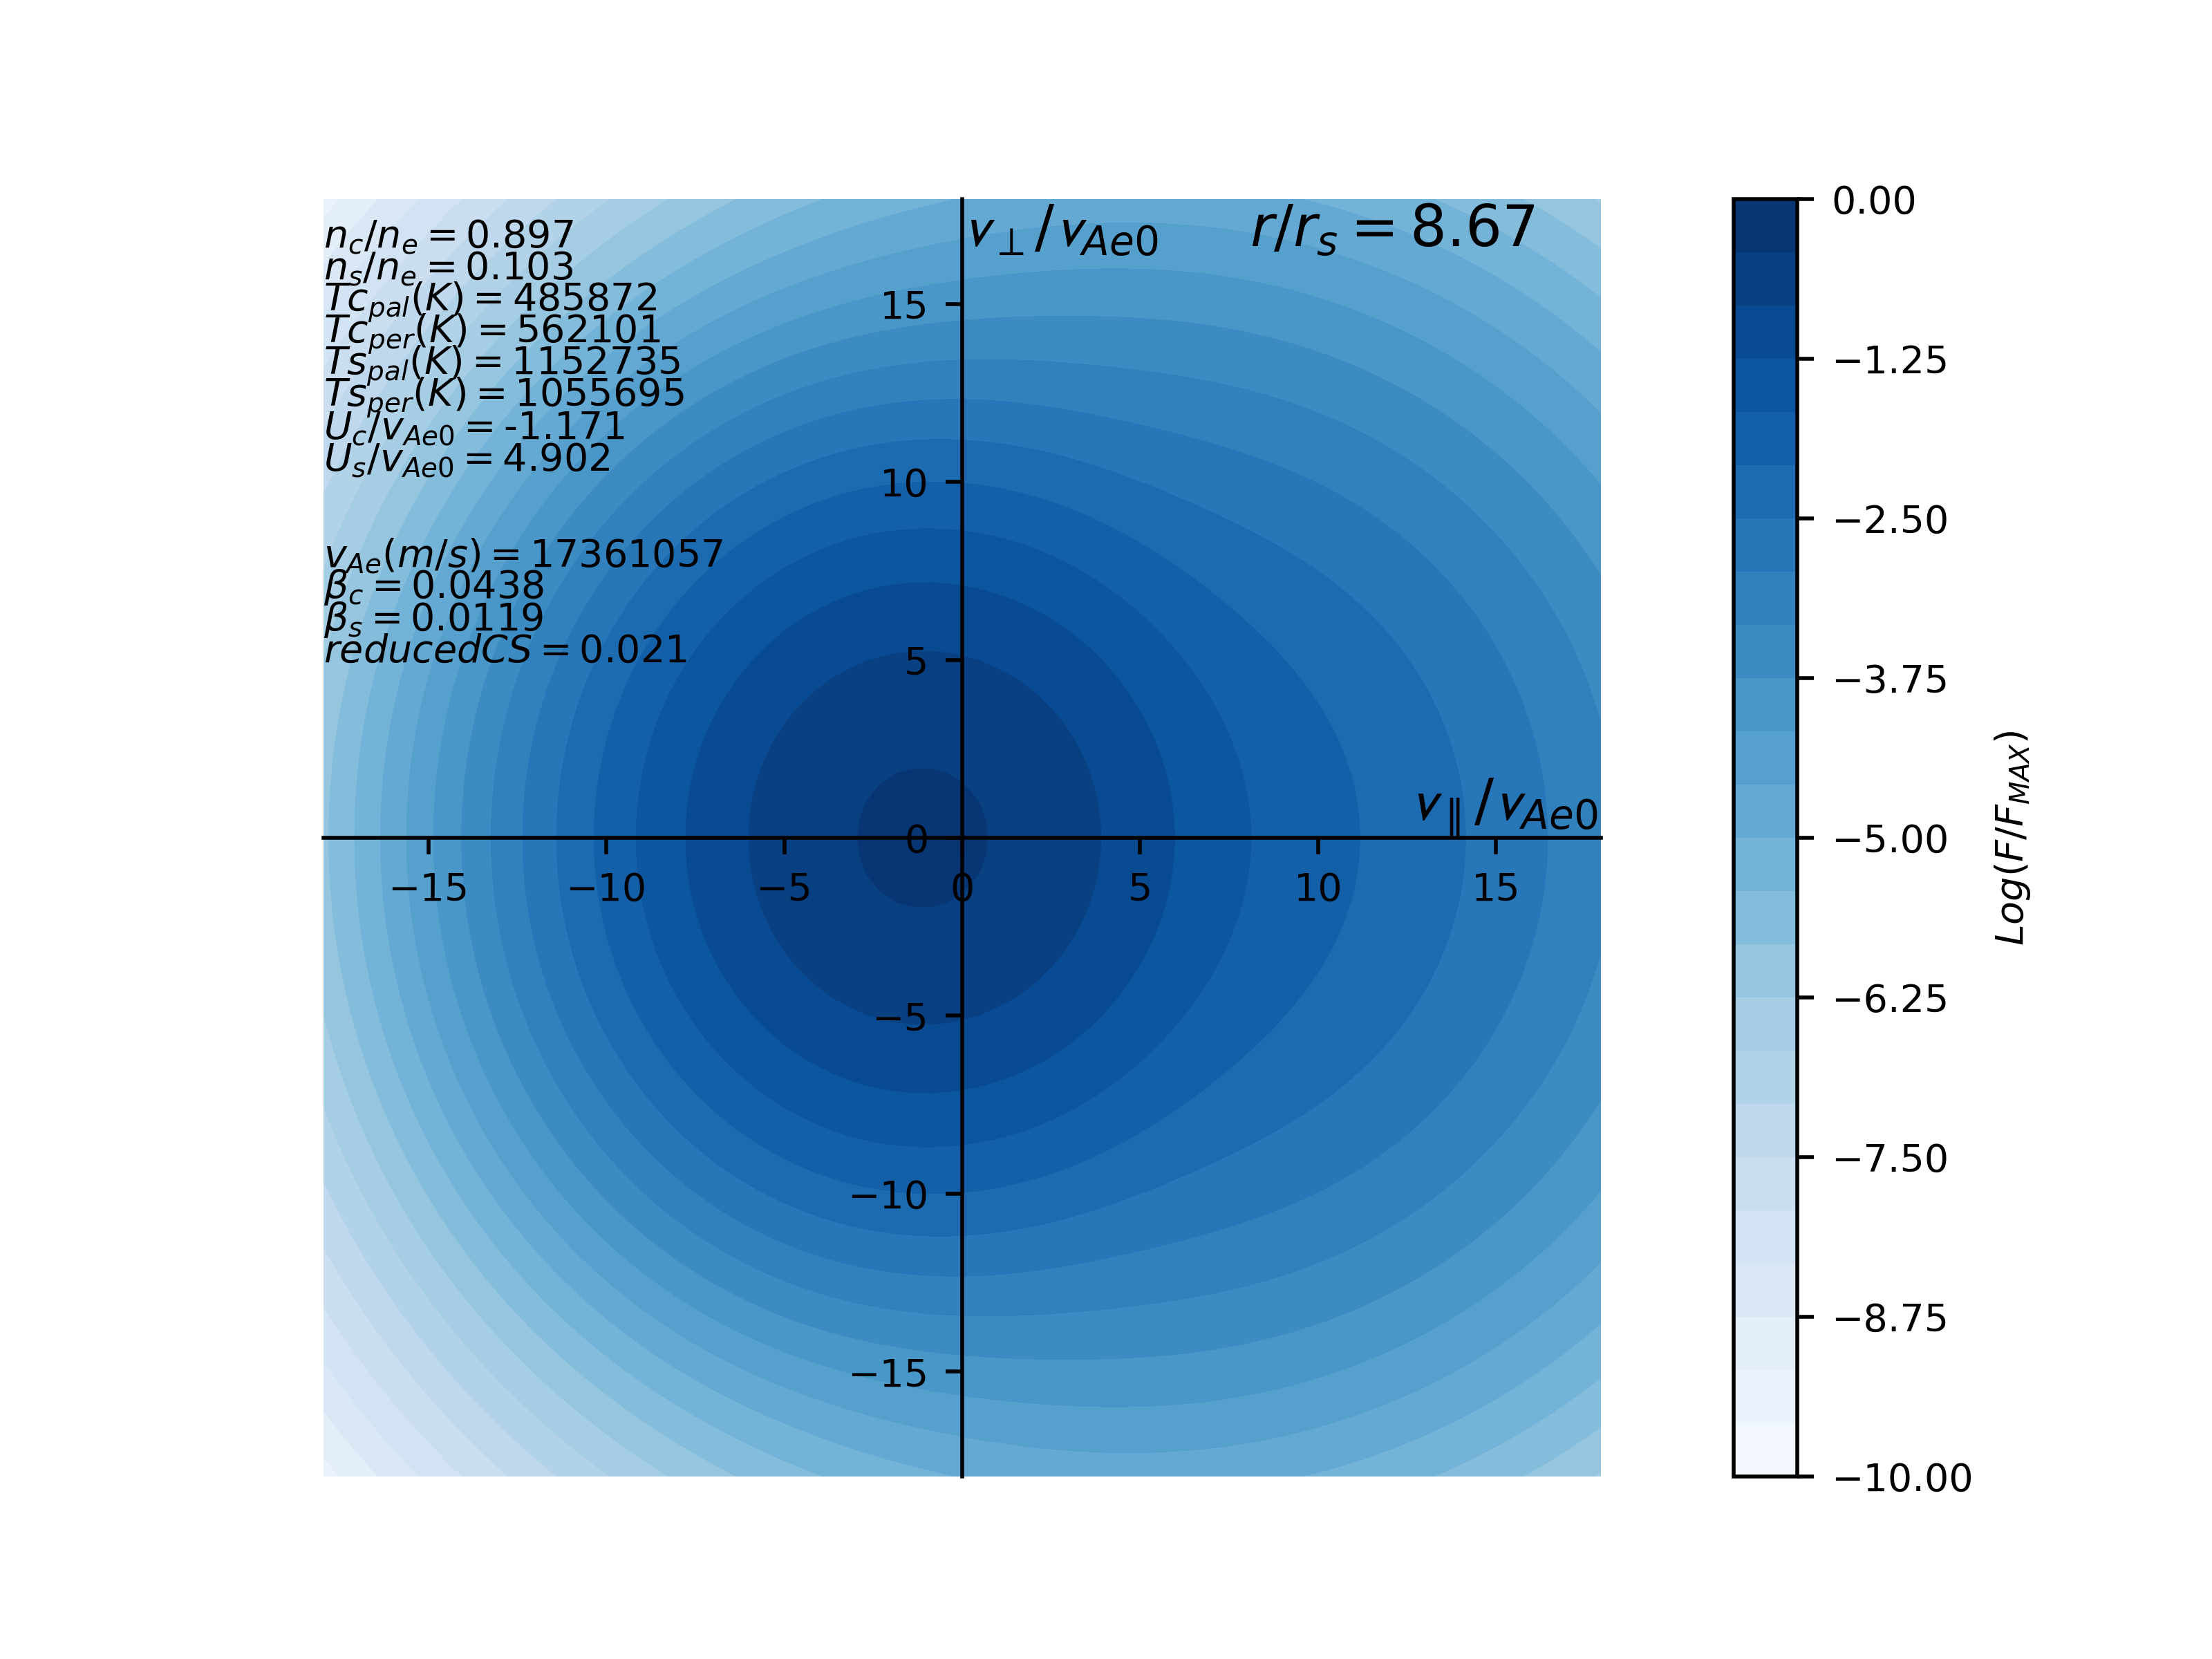 n_c/n_e = 0.897
n_s/n_e = 0.103
Tc_pal(K) = 485872
Tc_per(K) = 562101
Ts_pal(K) = 1152735
Ts_per(K) = 1055695
U_c/v_Ae0 = -1.171
U_s/v_Ae0 = 4.902
v_Ae(m/s) = 17361057
β_c = 0.0438
β_s = 0.0119
reducedCS = 0.021
v_⊥/v_Ae0
r/r_s = 8.67
15
10
5
0
−5
−10
−15
v_∥/v_Ae0
−15 −10 −5 0 5 10 15
0.00
−1.25
−2.50
−3.75
−5.00
−6.25
−7.50
−8.75
−10.00
Log(F/F_MAX)